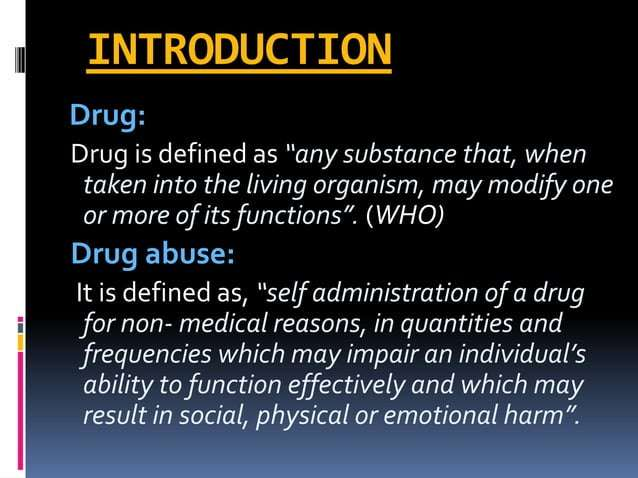 INTRODUCTION
Drug:
Drug is defined as “any substance that, when
taken into the living organism, may modify one
or more of its functions”. (WHO)
Drug abuse:
It is defined as, “self administration of a drug
for non- medical reasons, in quantities and
frequencies which may impair an individual’s
ability to function effectively and which may
result in social, physical or emotional harm”.